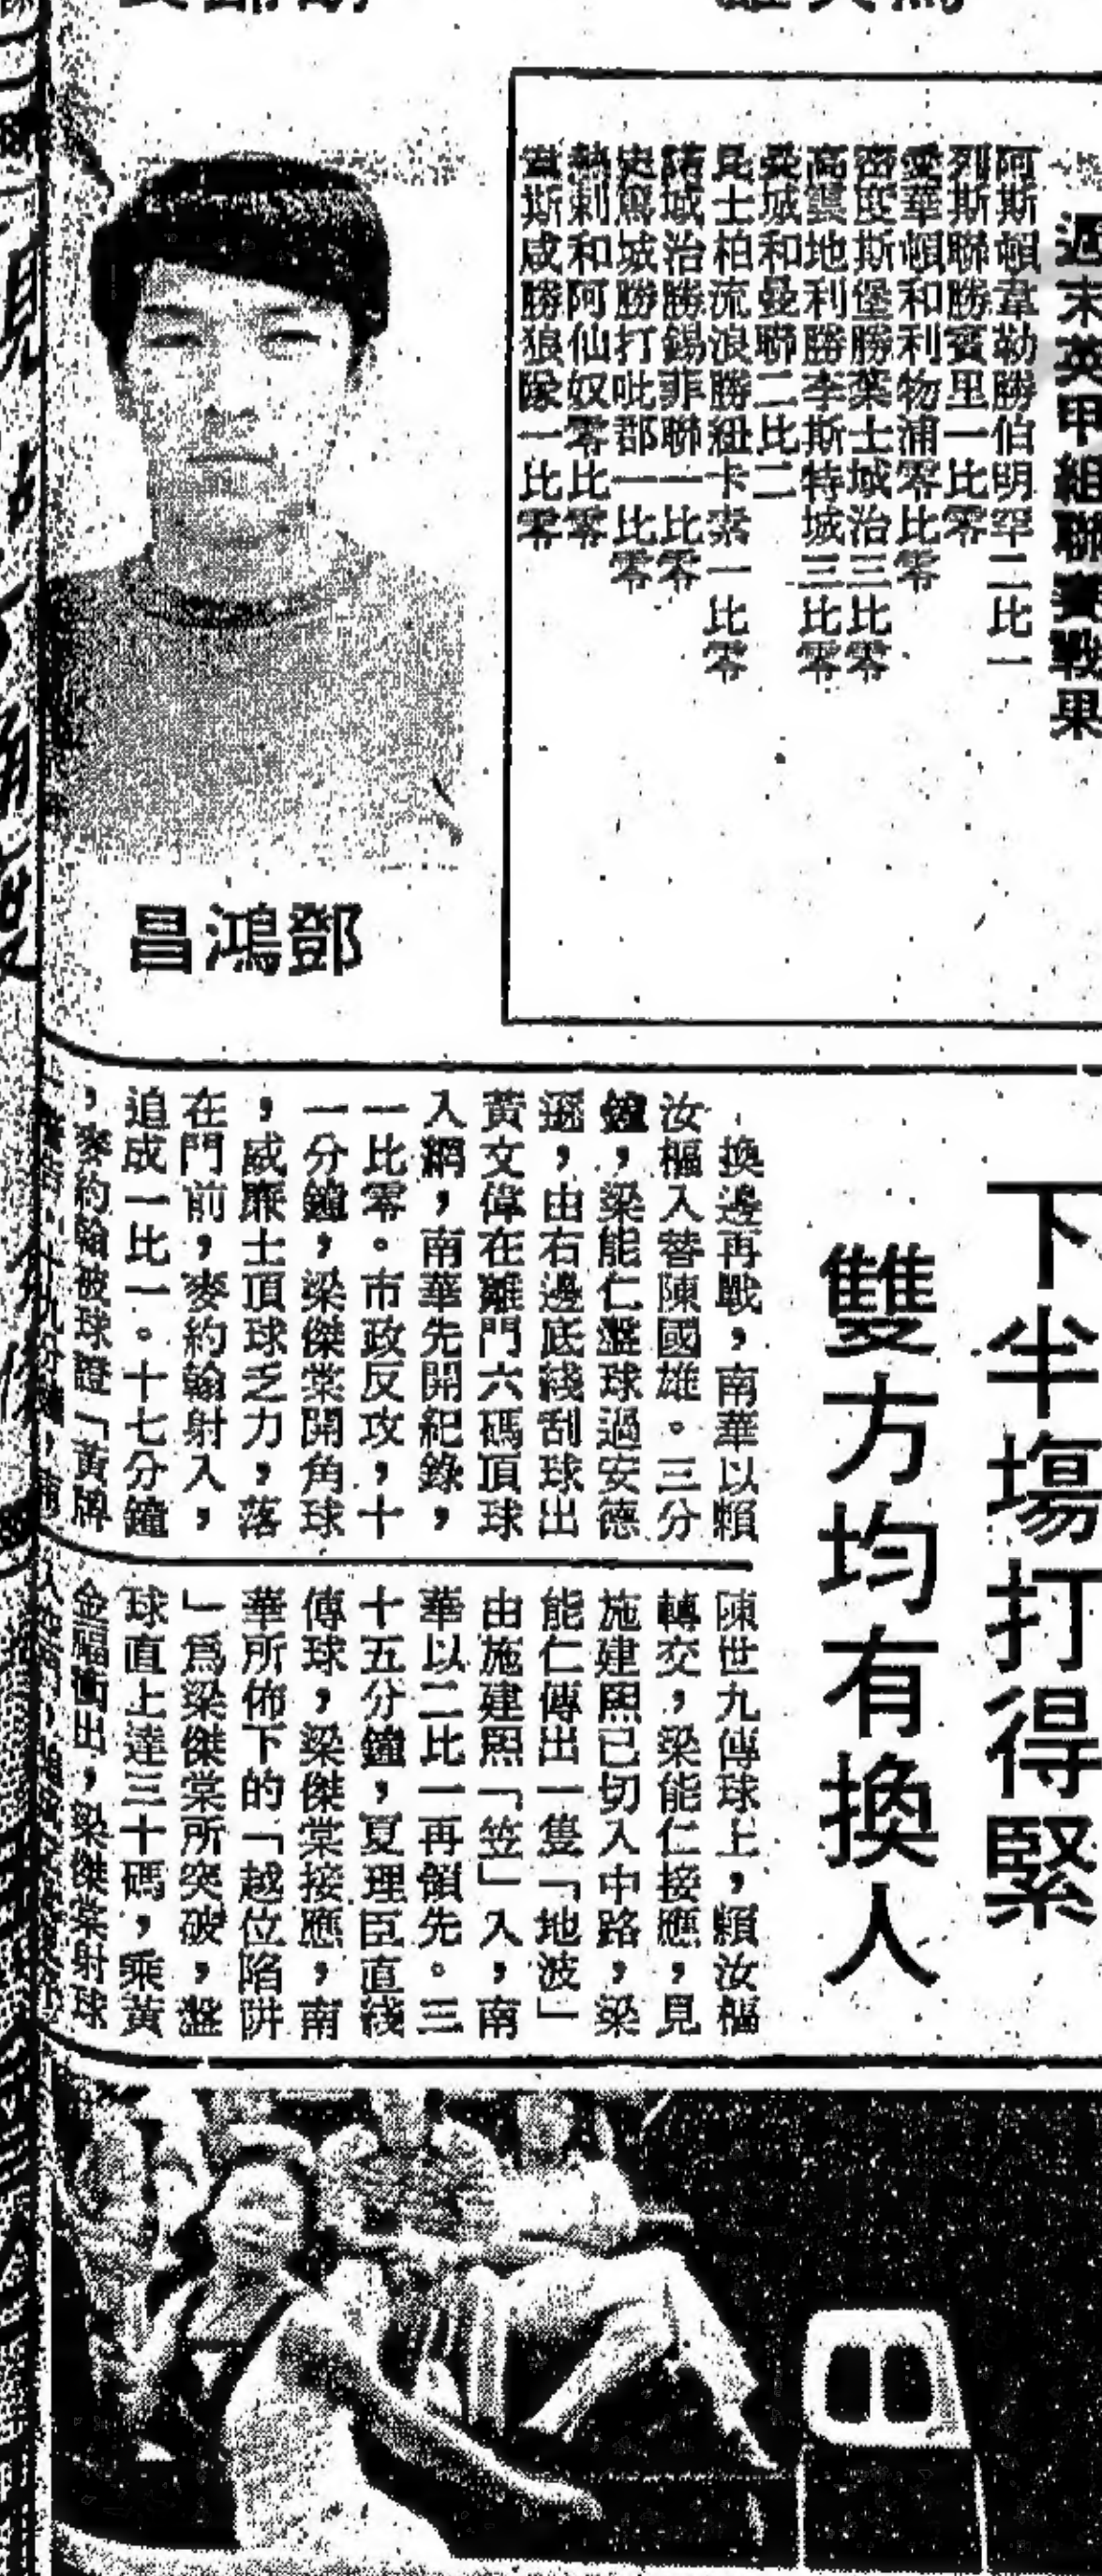 週末英甲組聯賽戰果
阿斯頓韋勒勝伯明罕二比一
列斯聯勝賓里一比零
愛華頓和利物浦零比零
密度斯堡勝葉士域治三比零
高雲地利勝李斯特城三比零
曼城和曼聯二比二
昆士柏流浪勝紐卡素一比零
諾域治勝錫菲聯一比零
史篤城勝打吡郡一比零
熱刺和阿仙奴零比零
韋斯咸勝狼隊一比零
昌鴻鄧
下半塲打得緊
雙方均有換人
換邊再戰，南華以賴
汝樞入替陳國雄。三分
鐘，梁能仁盤球過安德
遜，由右邊底綫刮球出
黃文偉在離門六碼頂球
入網，南華先開紀錄，
一比零。市政反攻，十
一分鐘，梁傑棠開角球
，威廉士頂球乏力，落
在門前，麥約翰射入，
追成一比一。十七分鐘
，麥約翰被球證「黃牌
陳世九傳球上，賴汝樞
轉交，梁能仁接應，見
施建熙已切入中路，梁
能仁傳出一隻「地波」
由施建熙「笠」入，南
華以二比一再領先。三
十五分鐘，夏理臣直綫
傳球，梁傑棠接應，南
華所佈下的「越位陷阱
」爲梁傑棠所突破，盤
球直上達三十碼，乘黃
金福衝出，梁傑棠射球